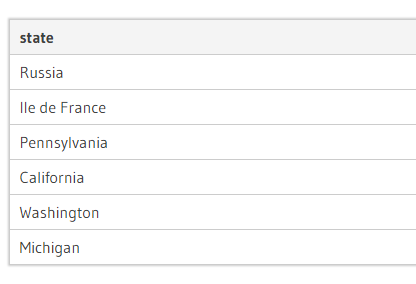 state
Russia
Ile de France
Pennsylvania
California
Washington
Michigan